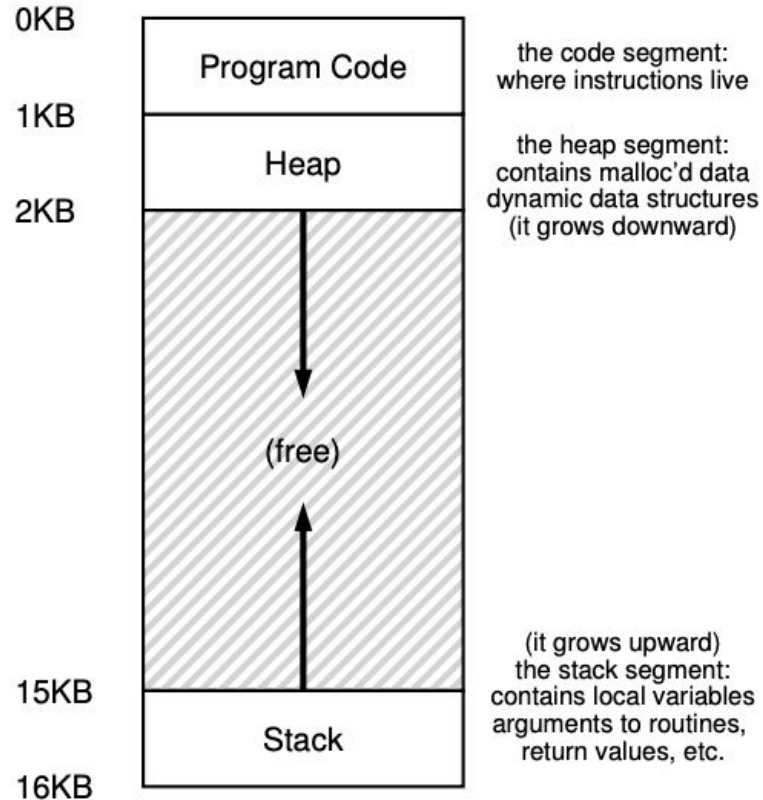 0KB
Program Code
the code segment:
where instructions live
1KB
Heap
the heap segment:
contains malloc'd data
dynamic data structures
(it grows downward)
2KB
(free)
(it grows upward)
the stack segment:
contains local variables
arguments to routines,
return values, etc.
15KB
Stack
16KB